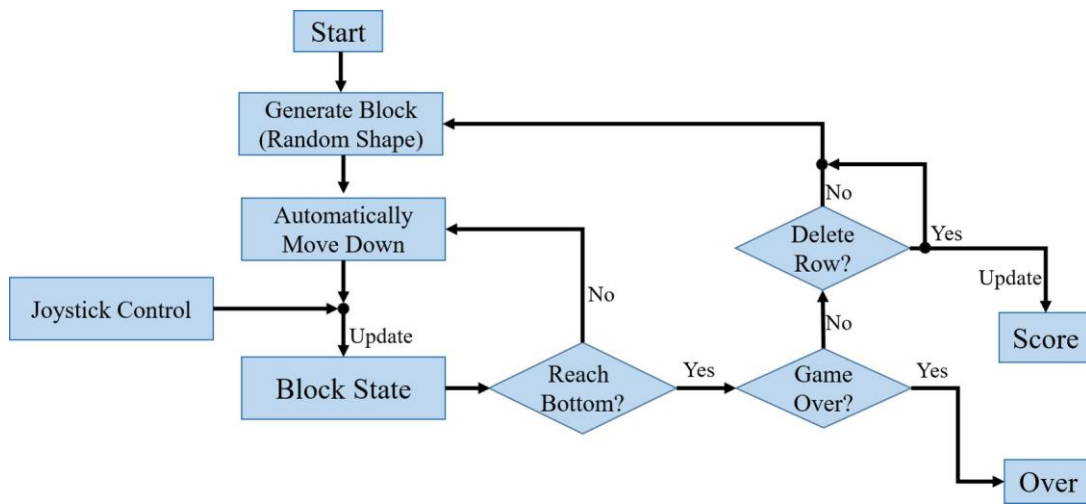 Start
Generate Block
(Random Shape)
No
Automatically
Move Down
Delete
Row?
Yes
No
Update
Joystick Control
Update
No
Score
Block State
Reach
Bottom?
Yes
Game
Over?
Yes
Over